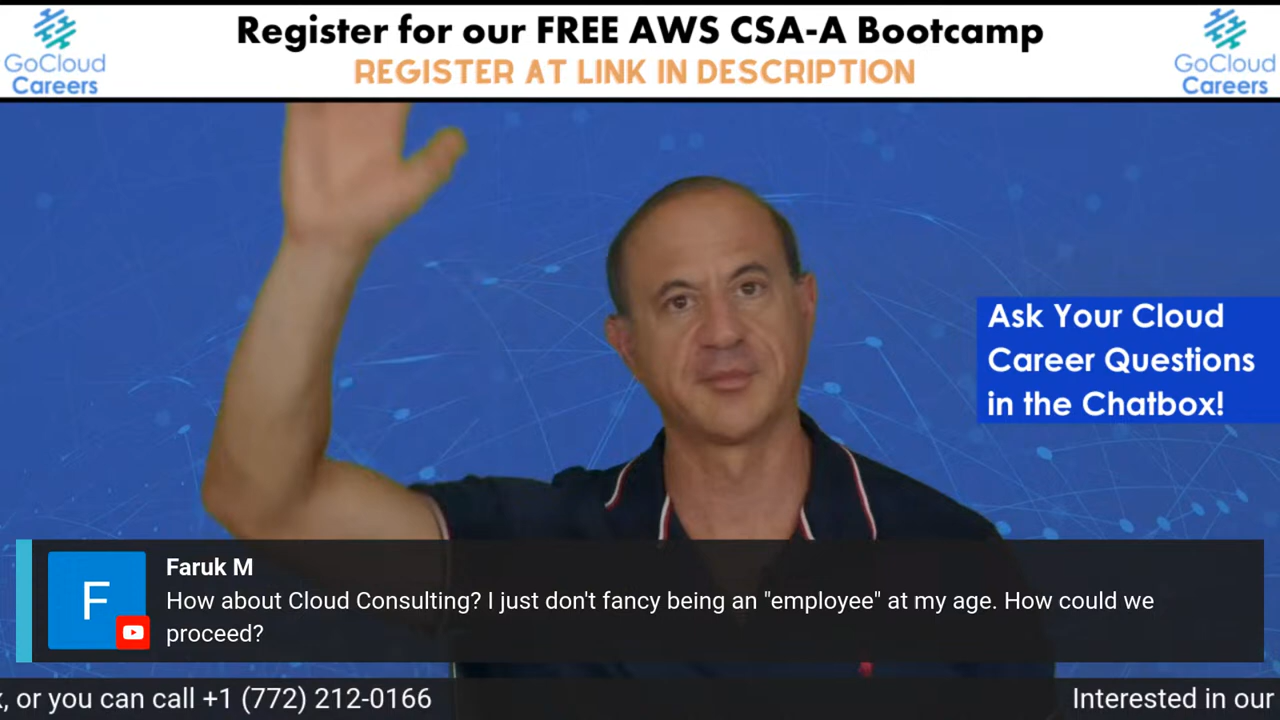 Register for our FREE AWS CSA-A Bootcamp
REGISTER AT LINK IN DESCRIPTION
GoCloud
Careers
GoCloud
Careers
Ask Your Cloud
Career Questions
in the Chatbox!
F
Faruk M
How about Cloud Consulting? I just don't fancy being an "employee" at my age. How could we
proceed?
, or you can call +1 (772) 212-0166
Interested in our